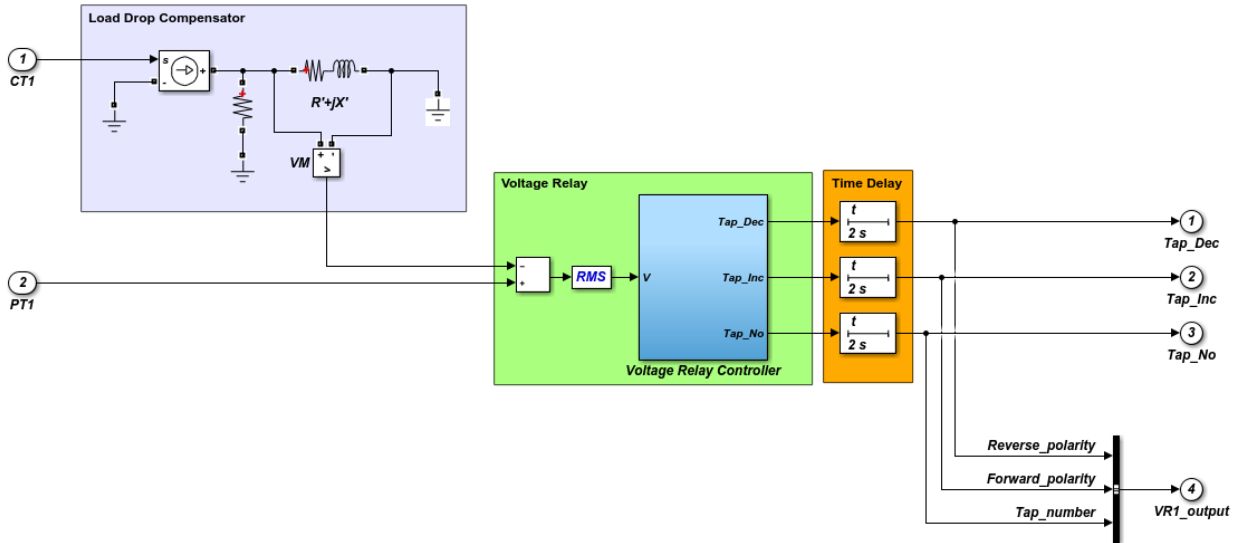 Load Drop Compensator
1
CT1
s
+
-
R'+jX'
+
-
VM
v
Voltage Relay
Time Delay
Tap_Dec
t
2 s
1
Tap_Dec
−
+
RMS
V
Tap_Inc
t
2 s
2
Tap_Inc
2
PT1
Tap_No
t
2 s
3
Tap_No
Voltage Relay Controller
Reverse_polarity
Forward_polarity
Tap_number
4
VR1_output